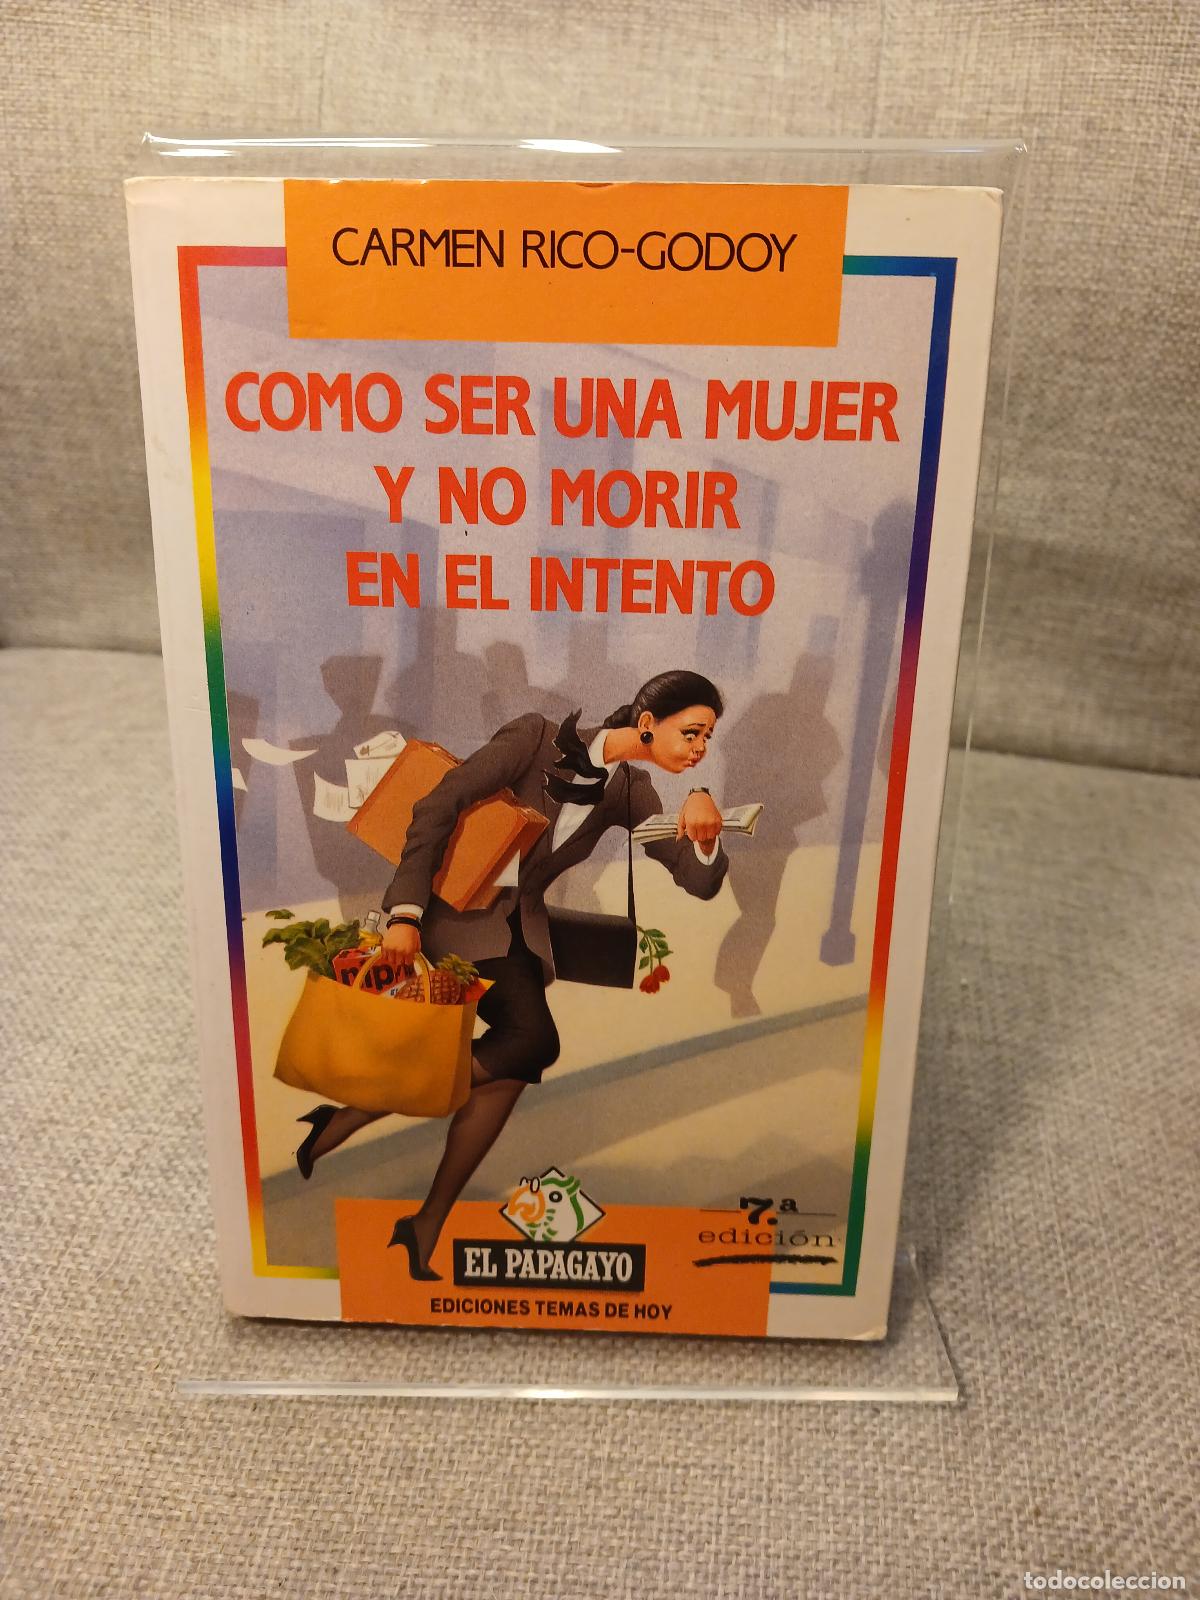 CARMEN RICO-GODOY
COMO SER UNA MUJER
Y NO MORIR
EN EL INTENTO
7.ª
edición
EL PAPAGAYO
EDICIONES TEMAS DE HOY
todocoleccion